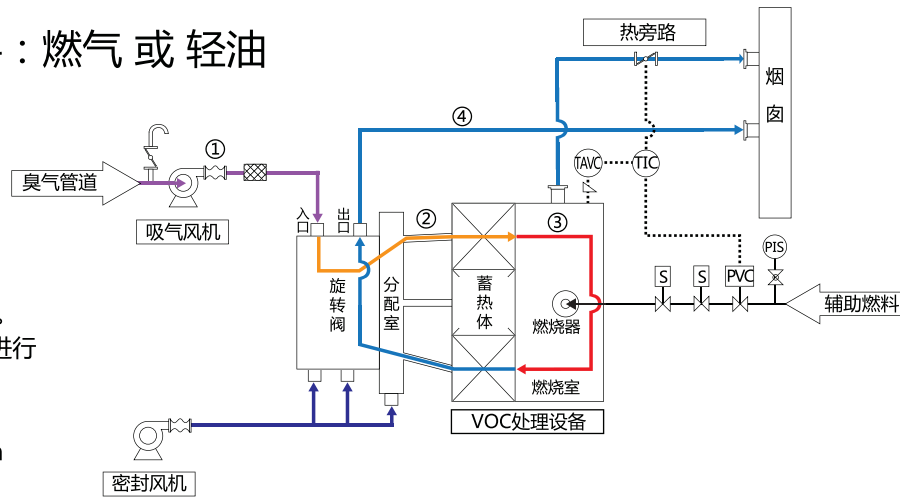 ：燃气 或 轻油
热旁路
烟囱
④
①
TAVC
TIC
臭气管道
吸气风机
入口
出口
②
③
PIS
S
S
PVC
分配室
旋转阀
蓄热体
燃烧器
辅助燃料
。
进行
燃烧室
VOC处理设备
密封风机